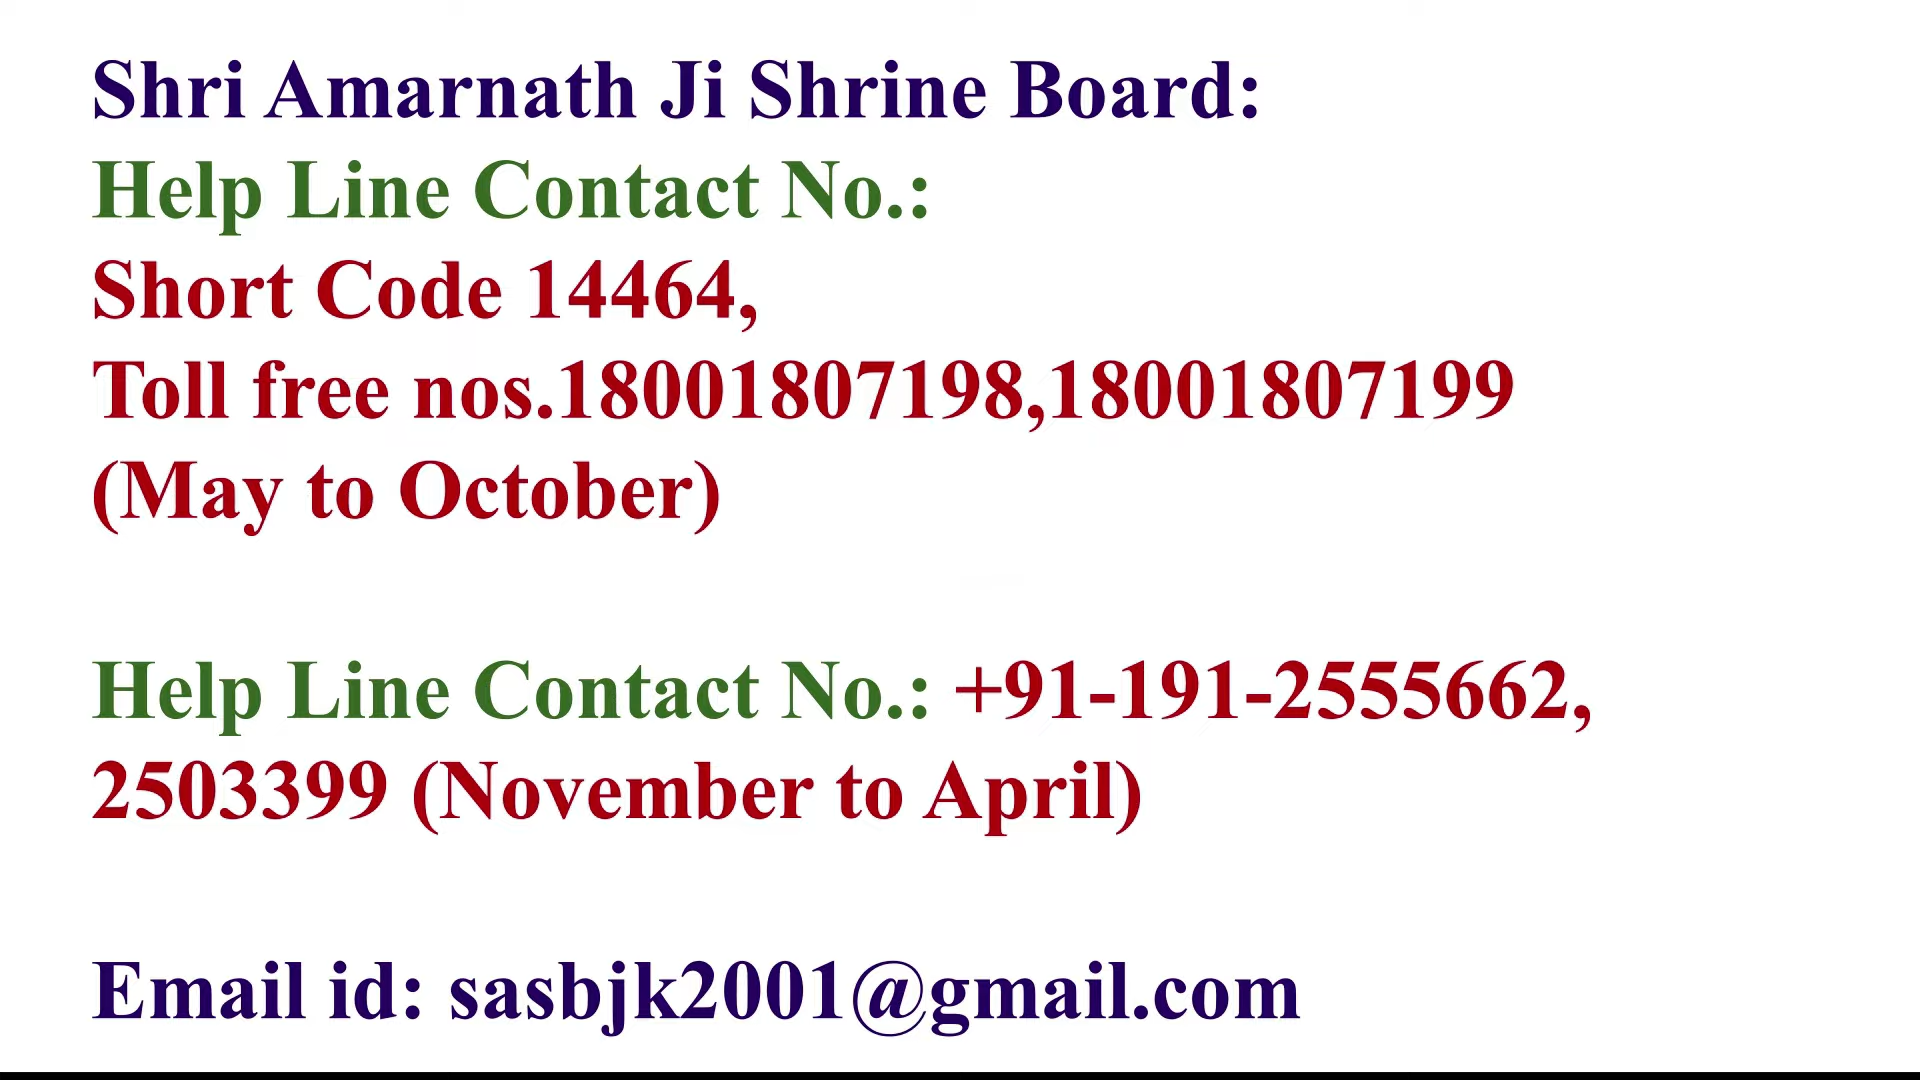 Shri Amarnath Ji Shrine Board:
Help Line Contact No.:
Short Code 14464,
Toll free nos.18001807198,18001807199
(May to October)
Help Line Contact No.: +91-191-2555662,
2503399 (November to April)
Email id: sasbjk2001@gmail.com